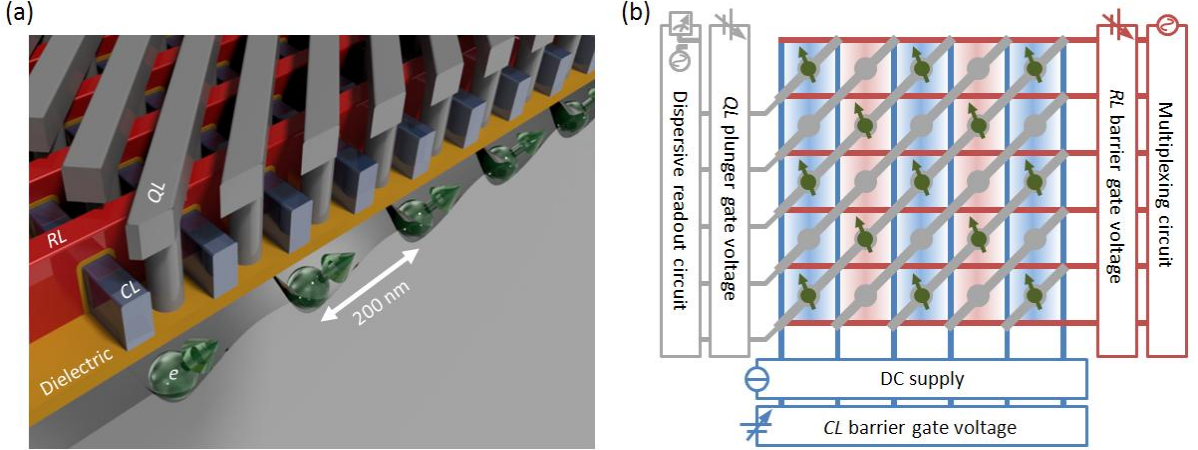 (a)
QL
RL
CL
200 nm
Dielectric
e
(b)
Dispersive readout circuit
QL plunger gate voltage
RL barrier gate voltage
Multiplexing circuit
DC supply
CL barrier gate voltage